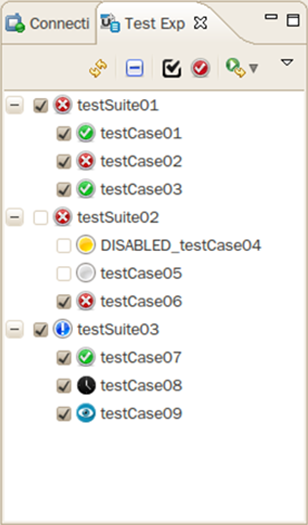 Connecti Test Exp
testSuite01
testCase01
testCase02
testCase03
testSuite02
DISABLED_testCase04
testCase05
testCase06
testSuite03
testCase07
testCase08
testCase09